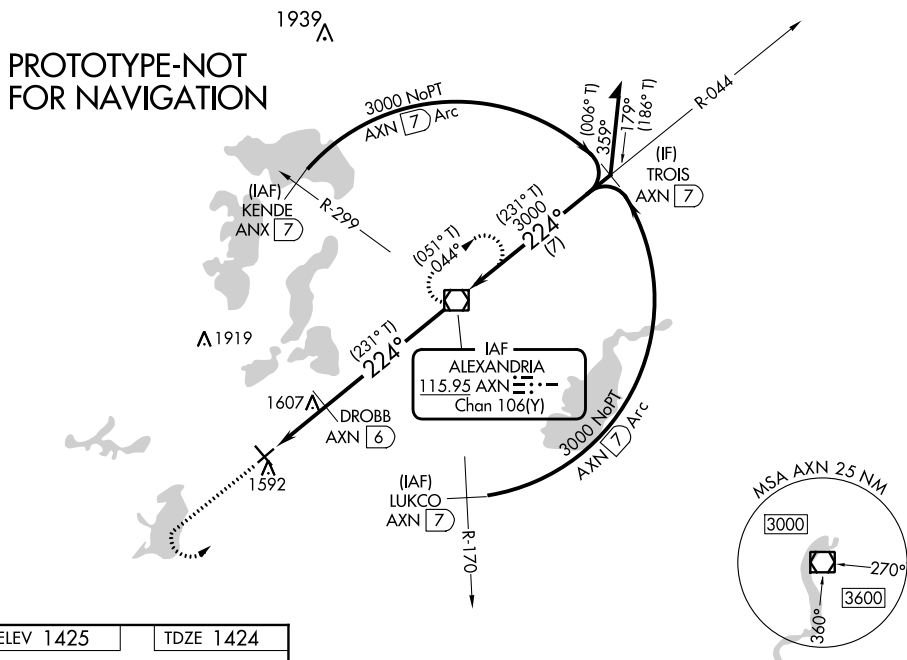 1939
PROTOTYPE-NOT
FOR NAVIGATION
3000 NoPT
AXN 7 Arc
R-044
(006° T)
359°
179°
(186° T)
(IF)
TROIS
AXN 7
(IAF)
KENDE
ANX 7
R-299
(231° T)
3000
224°
(7)
(051° T)
044°
1919
(231° T)
224°
IAF
ALEXANDRIA
115.95 AXN
Chan 106(Y)
1607
DROBB
AXN 6
3000 NoPT
AXN 7 Arc
1592
(IAF)
LUKCO
AXN 7
R-170
MSA AXN 25 NM
3000
270°
3600
360°
ELEV 1425
TDZE 1424